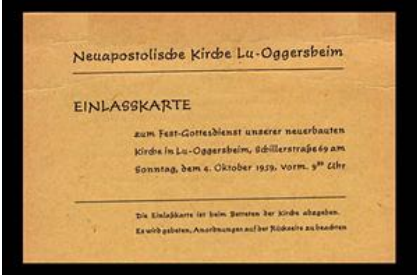 Neuapostolische Kirche Lu-Oggersheim
EINLASSKARTE
zum Fest-Gottesdienst unserer neuerbauten
Kirche in Lu-Oggersheim, Schillerstraße 69 am
Sonntag, dem 4. Oktober 1959, Vorm. 9³⁰ Uhr
Die Einlaßkarte ist beim Betreten der Kirche abzugeben.
Es wird gebeten, Anordnungen auf der Rückseite zu beachten